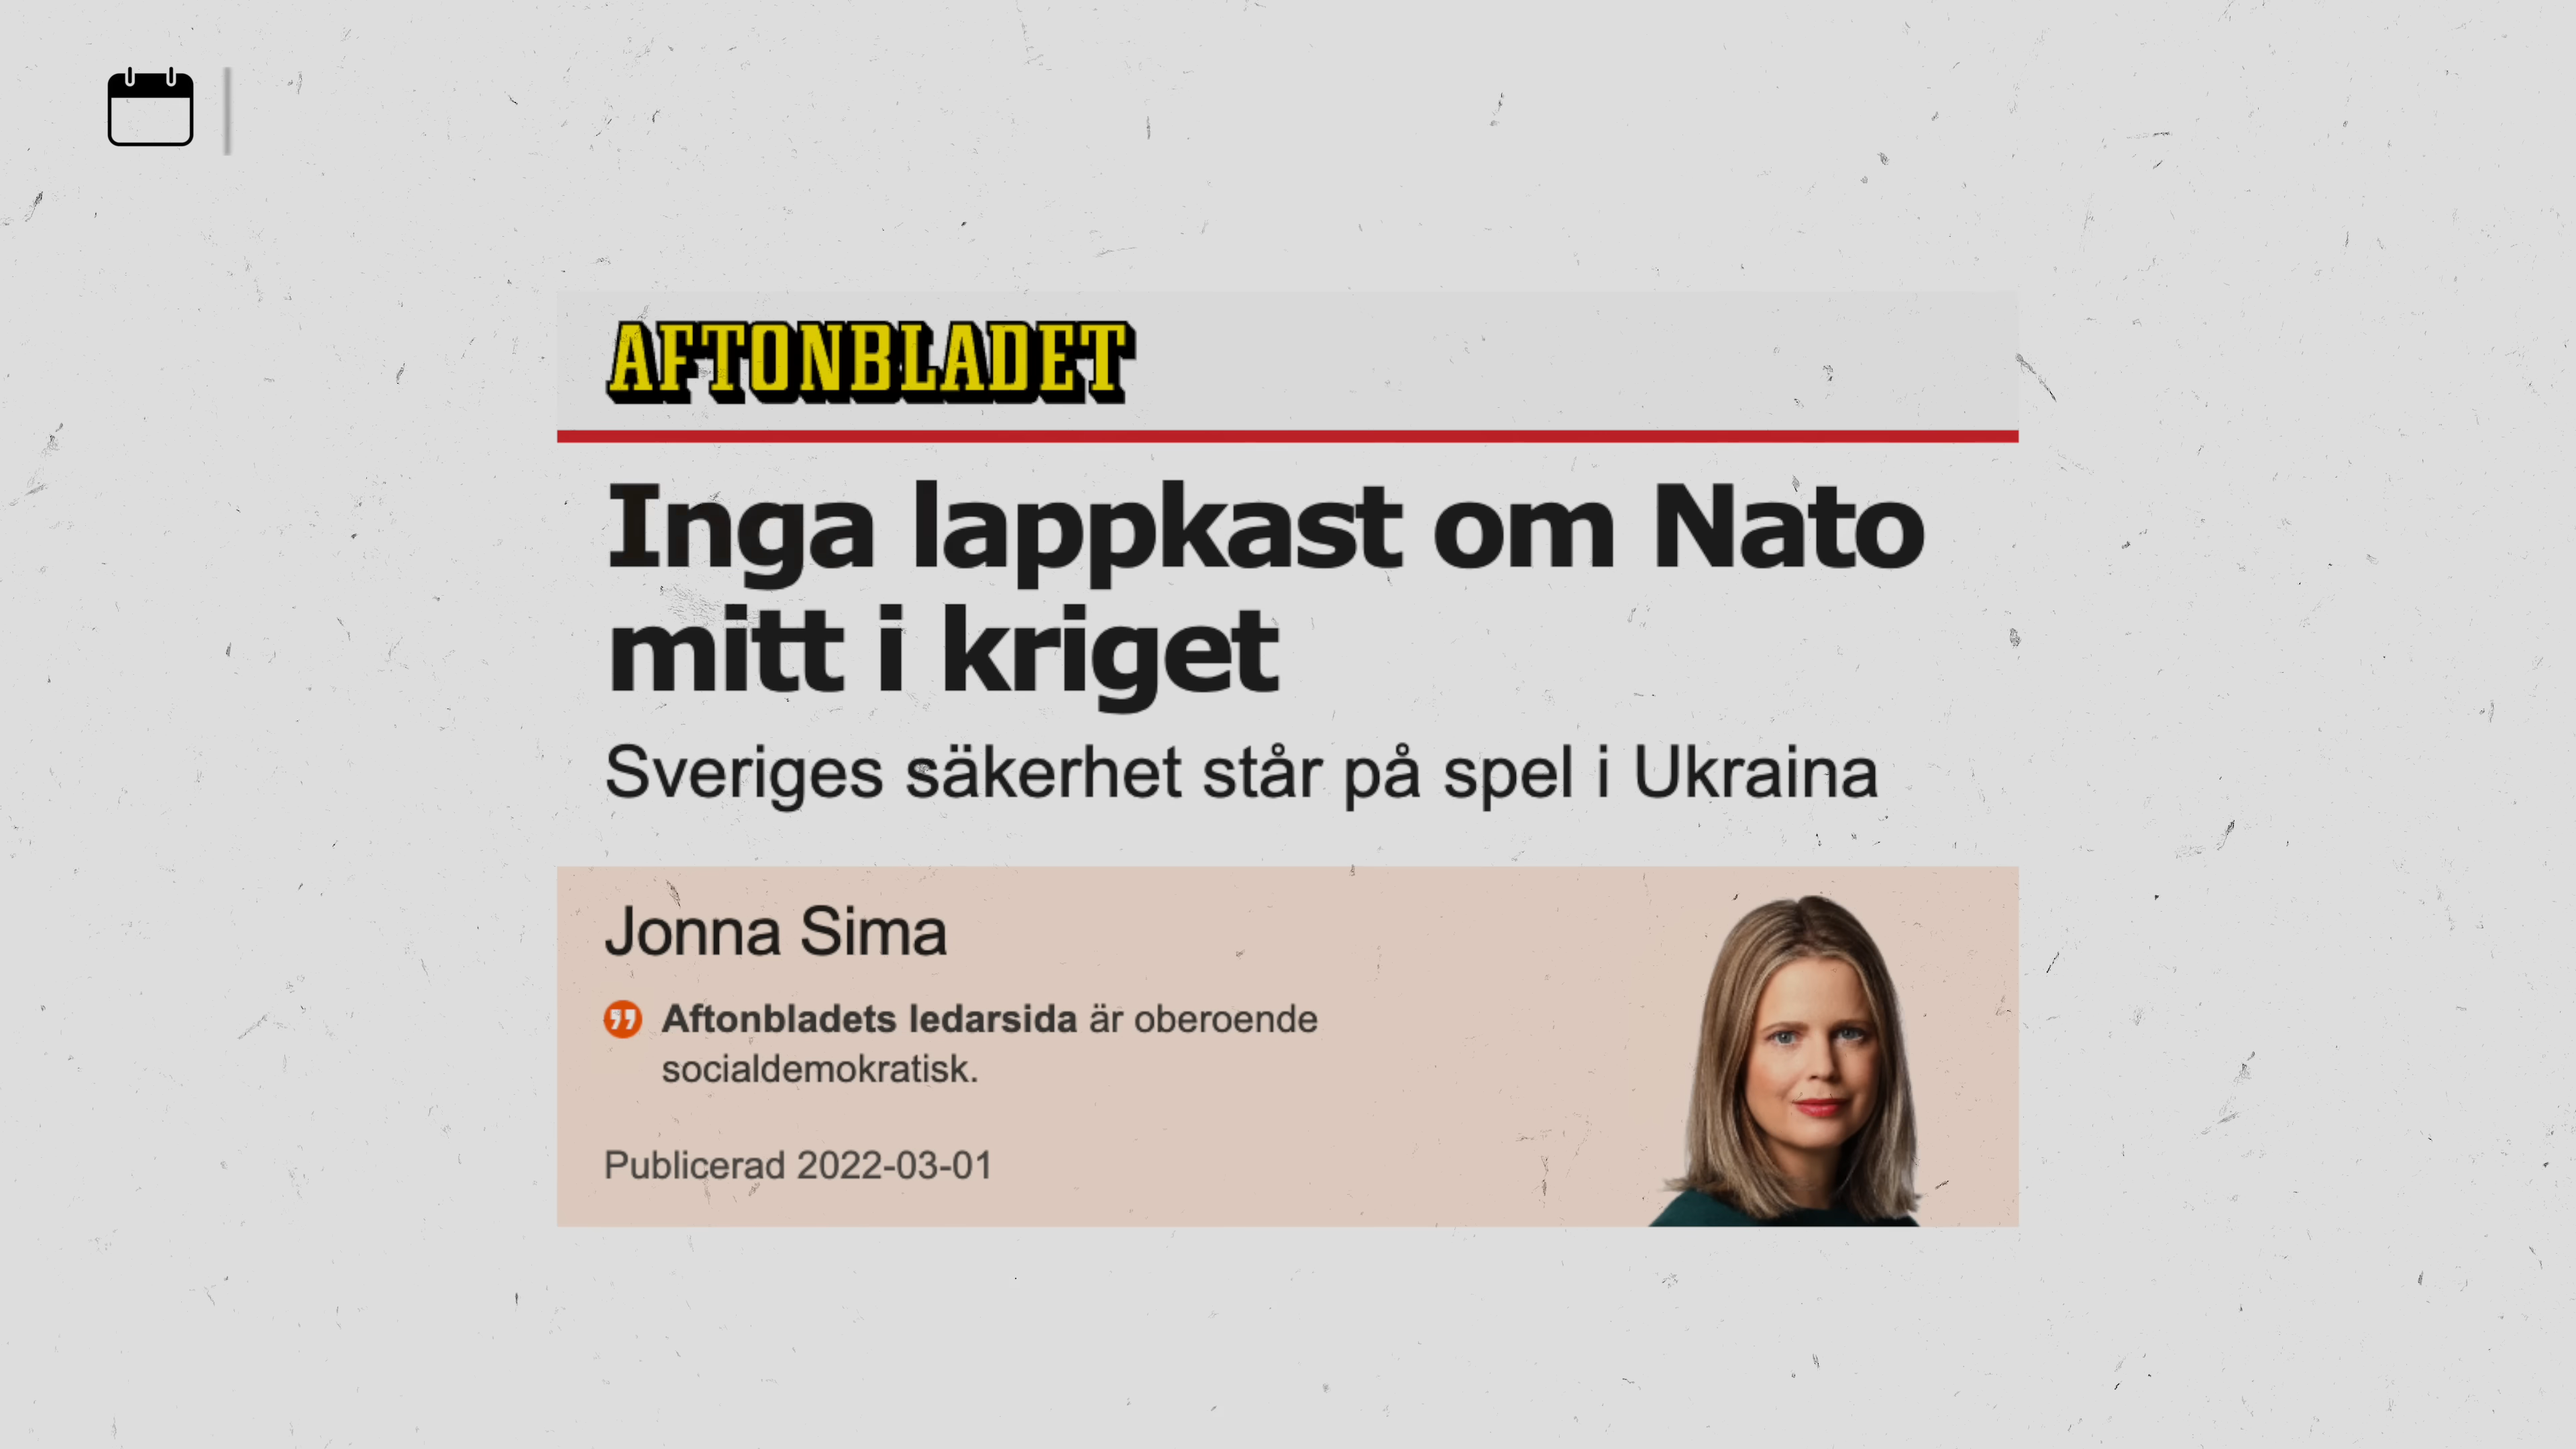 AFTONBLADET
Inga lappkast om Nato
mitt i kriget
Sveriges säkerhet står på spel i Ukraina
Jonna Sima
Aftonbladets ledarsida är oberoende
socialdemokratisk.
Publicerad 2022-03-01